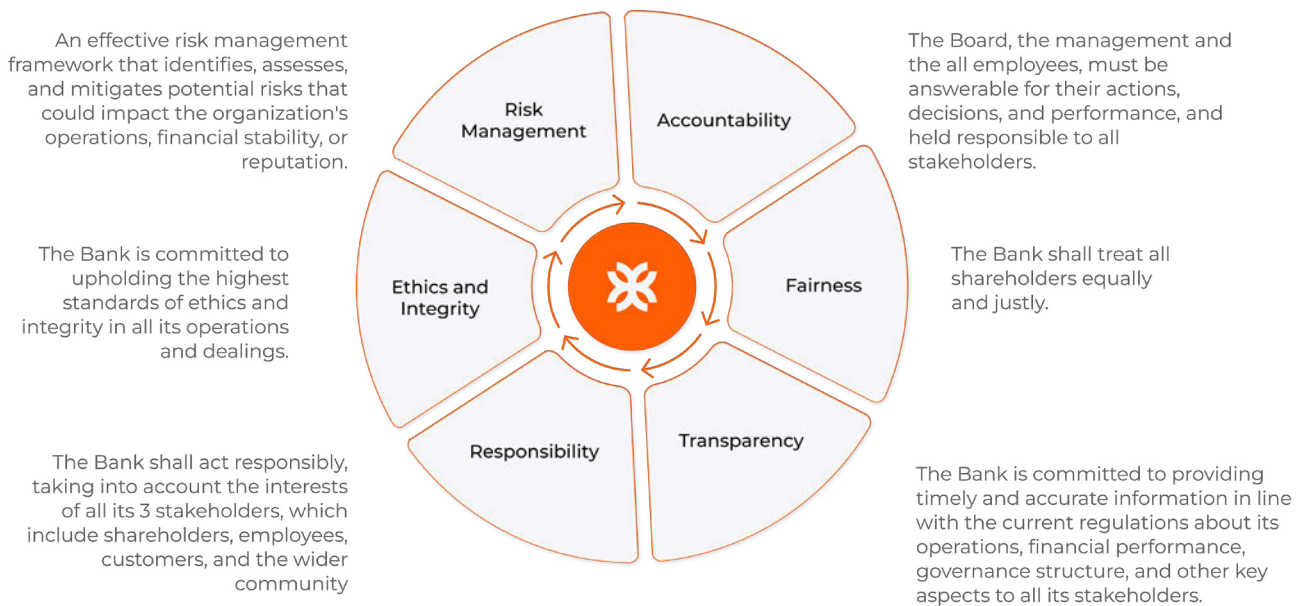 An effective risk management
framework that identifies, assesses,
and mitigates potential risks that
could impact the organization's
operations, financial stability, or
reputation.
Risk
Management
Accountability
The Board, the management and
the all employees, must be
answerable for their actions,
decisions, and performance, and
held responsible to all
stakeholders.
The Bank is committed to
upholding the highest
standards of ethics and
integrity in all its operations
and dealings.
Ethics and
Integrity
Fairness
The Bank shall treat all
shareholders equally
and justly.
The Bank shall act responsibly,
taking into account the interests
of all its 3 stakeholders, which
include shareholders, employees,
customers, and the wider
community
Responsibility
Transparency
The Bank is committed to providing
timely and accurate information in line
with the current regulations about its
operations, financial performance,
governance structure, and other key
aspects to all its stakeholders.